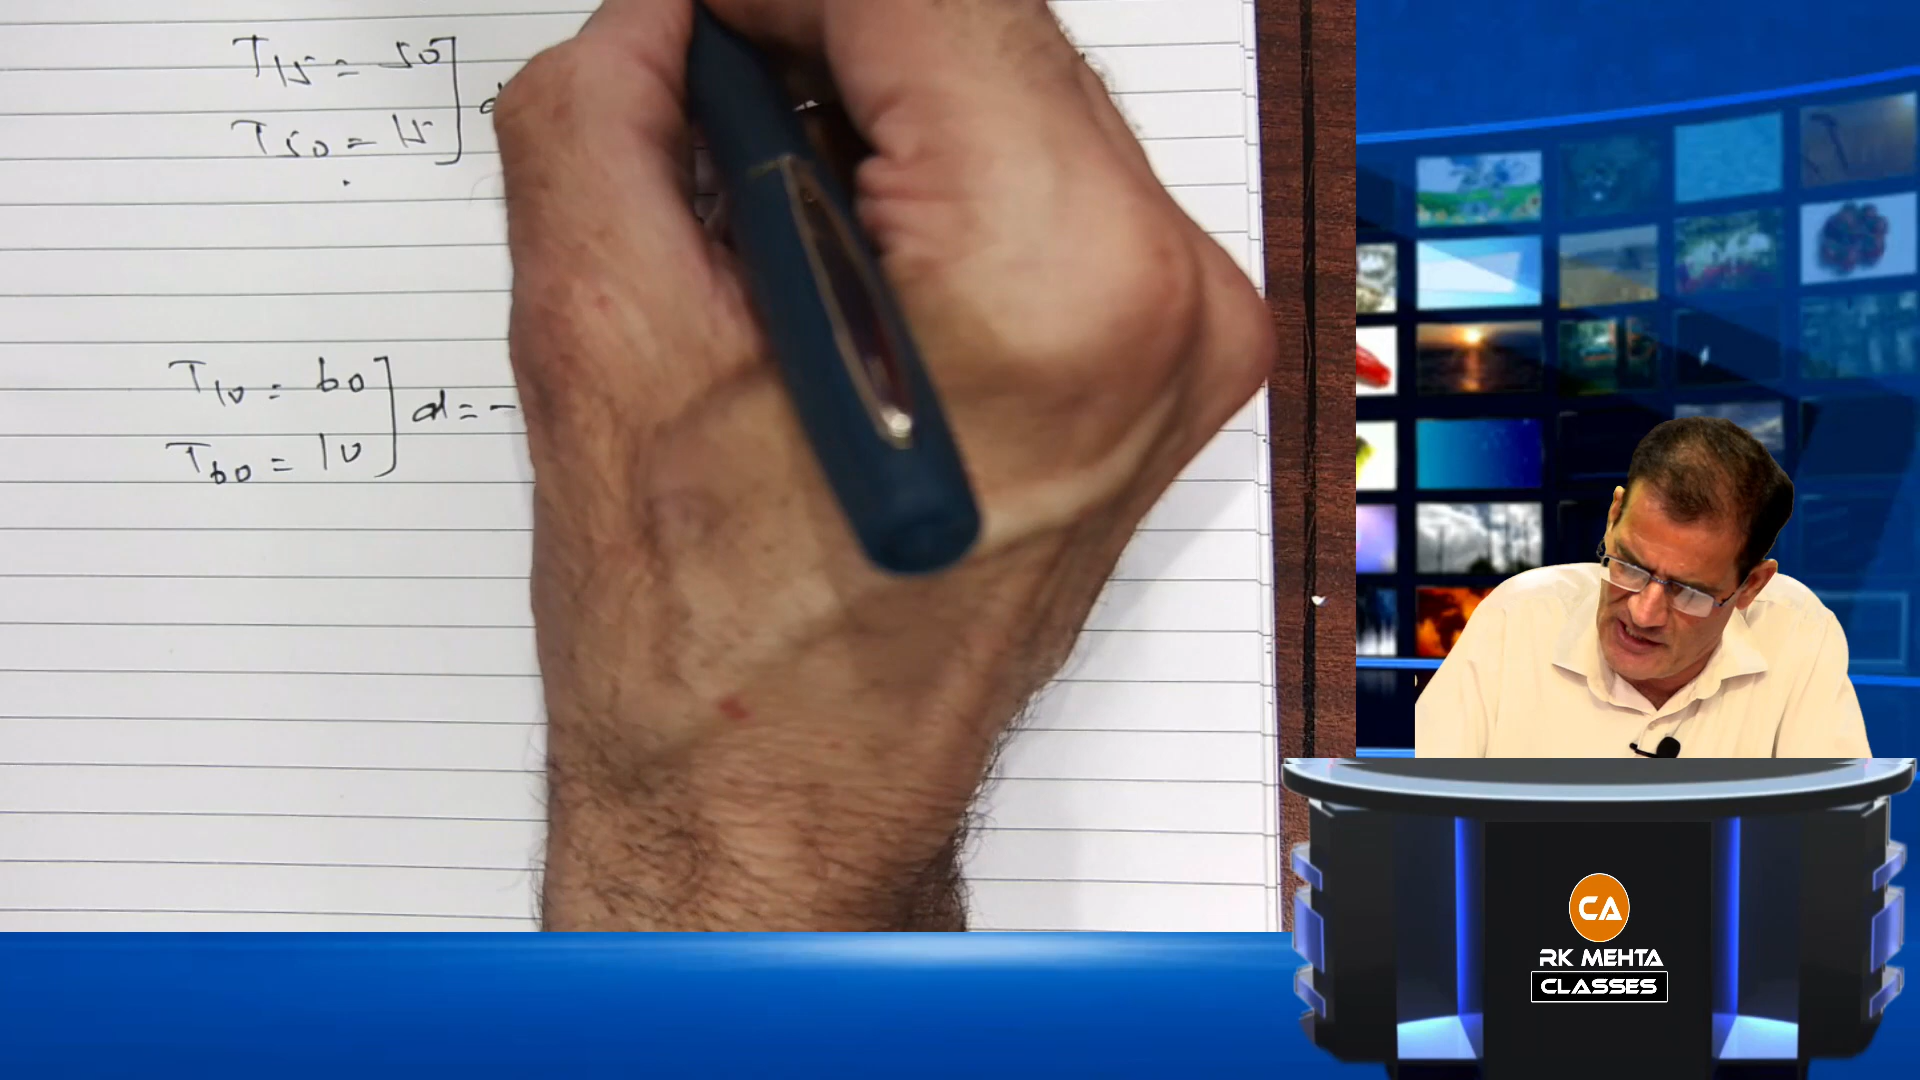 T15 = 50
d
T50 = 15
T10 = 60
d = -
T60 = 10
CA
RK MEHTA
CLASSES